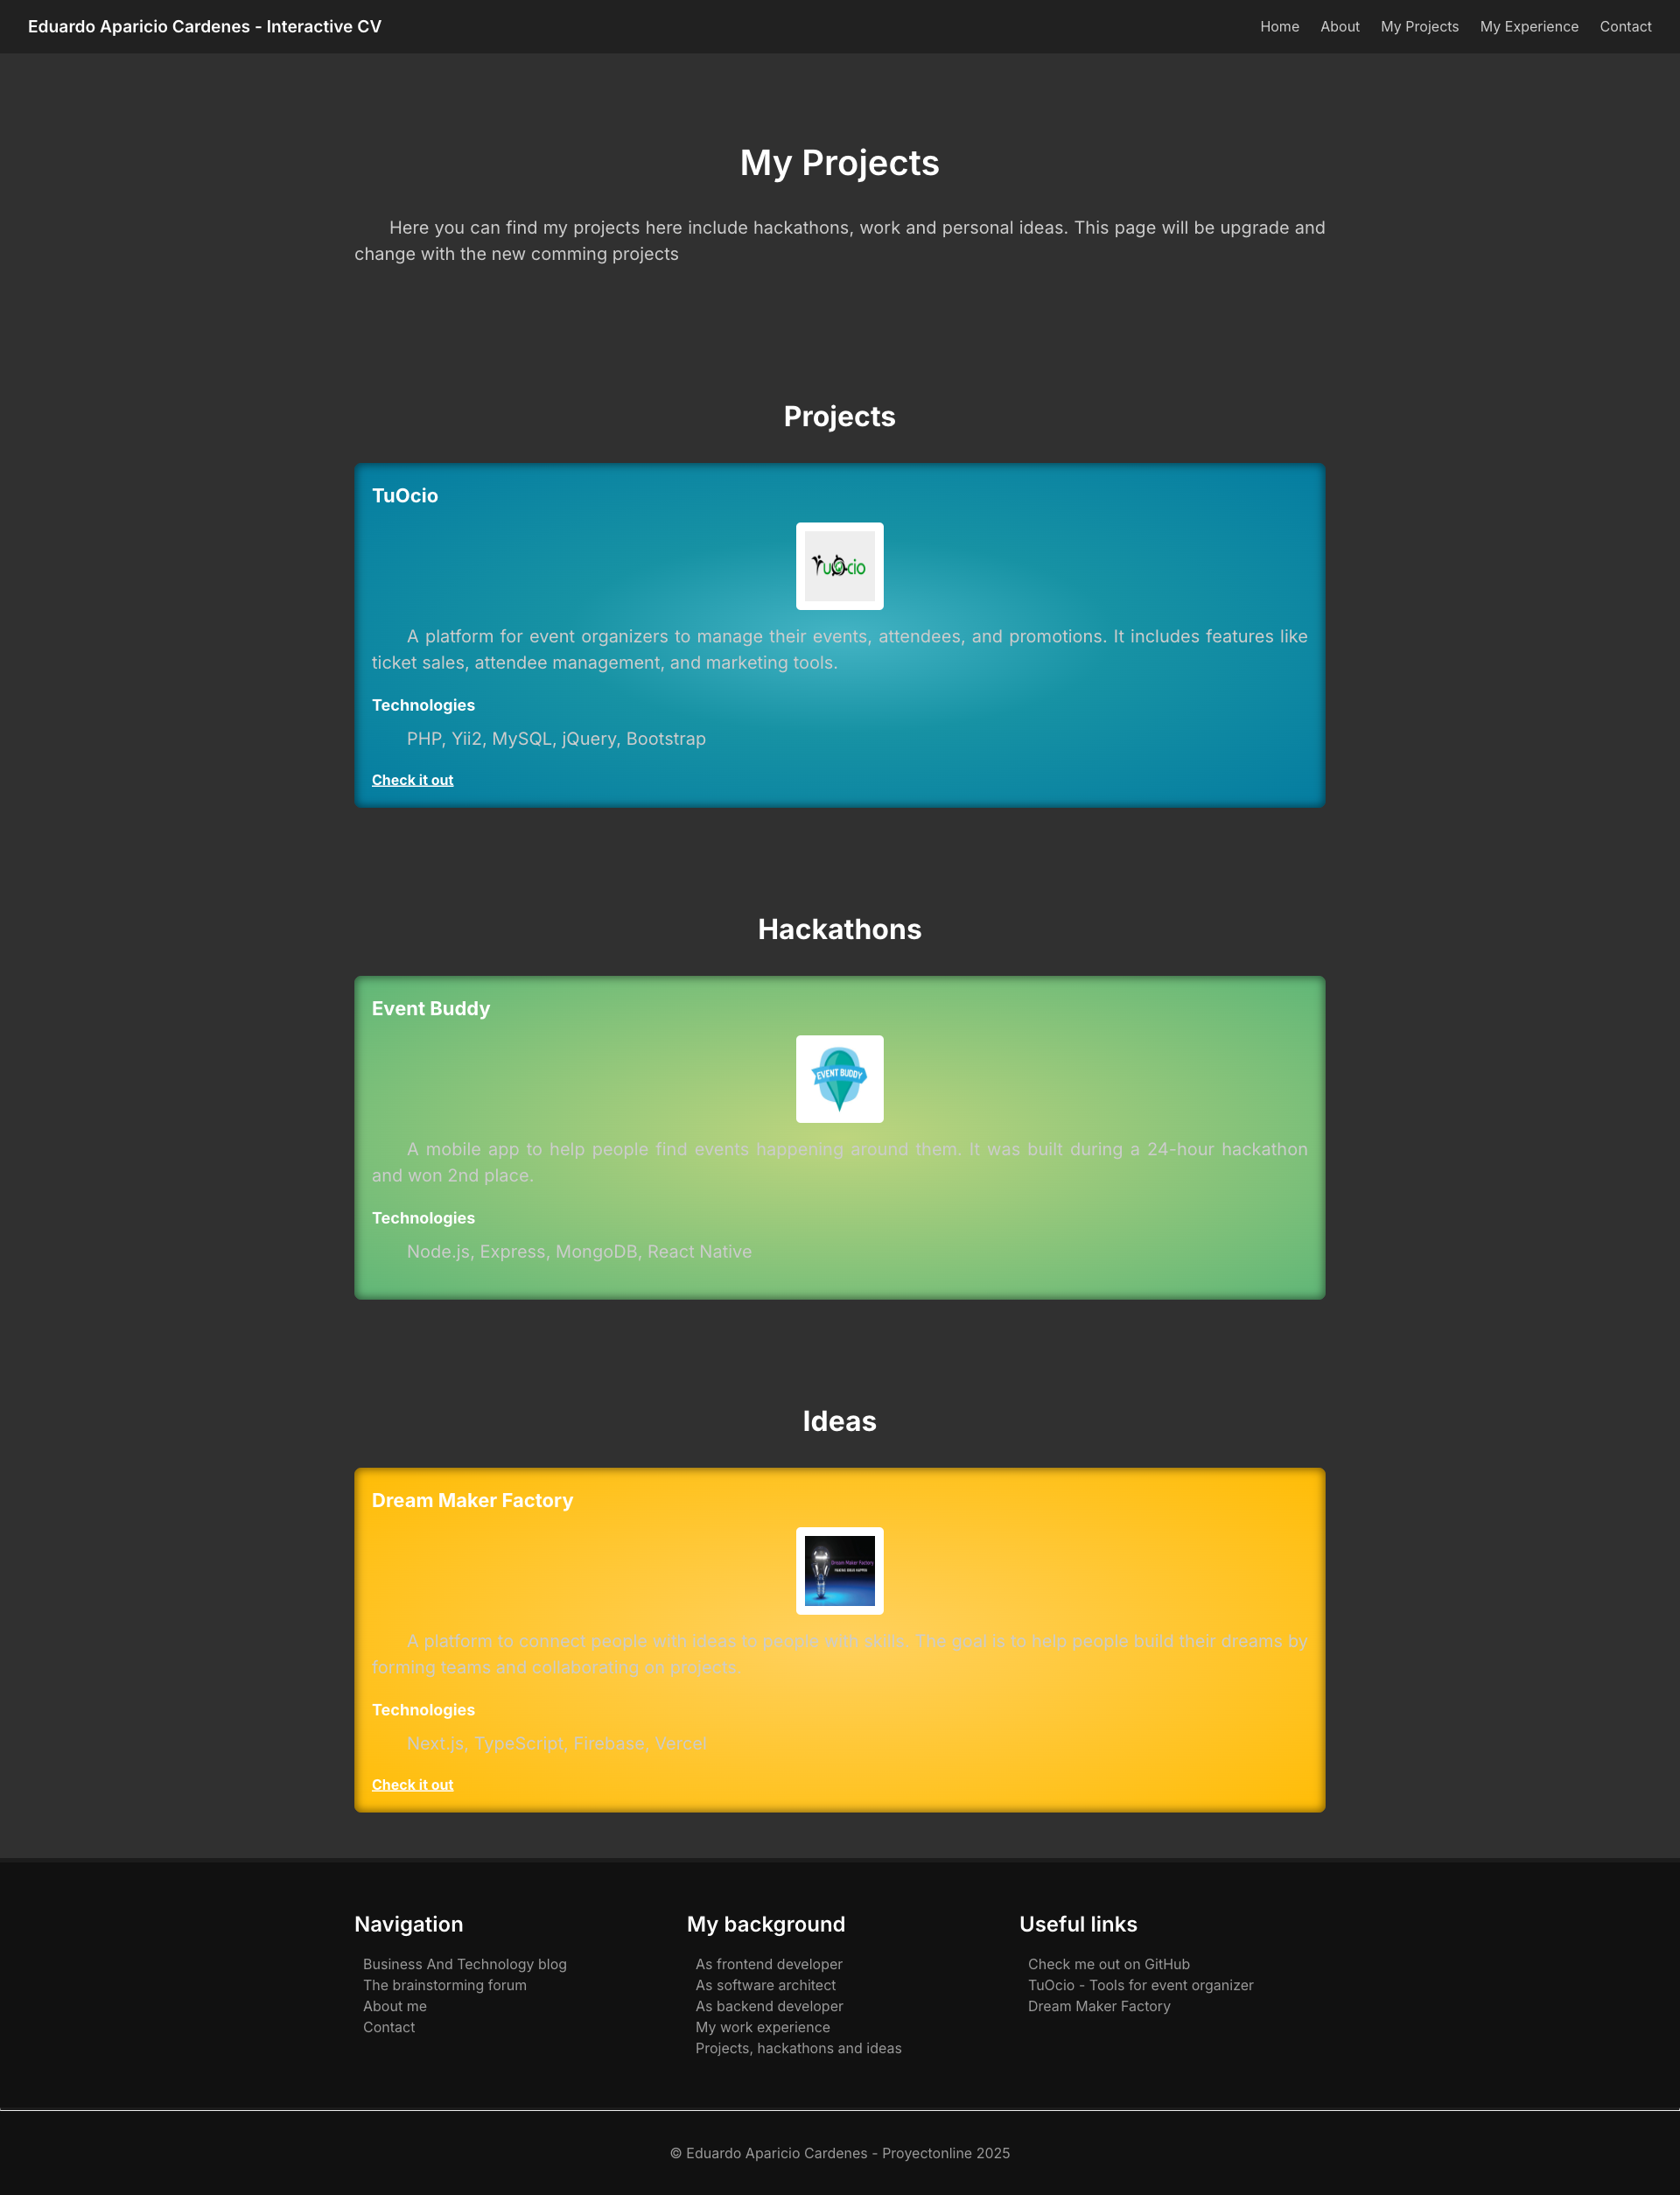 Eduardo Aparicio Cardenes - Interactive CV
Home About My Projects My Experience Contact
My Projects
Here you can find my projects here include hackathons, work and personal ideas. This page will be upgrade and
change with the new comming projects
Projects
TuOcio
TuOcio
A platform for event organizers to manage their events, attendees, and promotions. It includes features like
ticket sales, attendee management, and marketing tools.
Technologies
PHP, Yii2, MySQL, jQuery, Bootstrap
Check it out
Hackathons
Event Buddy
EVENT BUDDY
A mobile app to help people find events happening around them. It was built during a 24-hour hackathon
and won 2nd place.
Technologies
Node.js, Express, MongoDB, React Native
Ideas
Dream Maker Factory
Dream Maker Factory
MAKING IDEAS HAPPEN
A platform to connect people with ideas to people with skills. The goal is to help people build their dreams by
forming teams and collaborating on projects.
Technologies
Next.js, TypeScript, Firebase, Vercel
Check it out
Navigation
Business And Technology blog
The brainstorming forum
About me
Contact
My background
As frontend developer
As software architect
As backend developer
My work experience
Projects, hackathons and ideas
Useful links
Check me out on GitHub
TuOcio - Tools for event organizer
Dream Maker Factory
© Eduardo Aparicio Cardenes - Proyectonline 2025